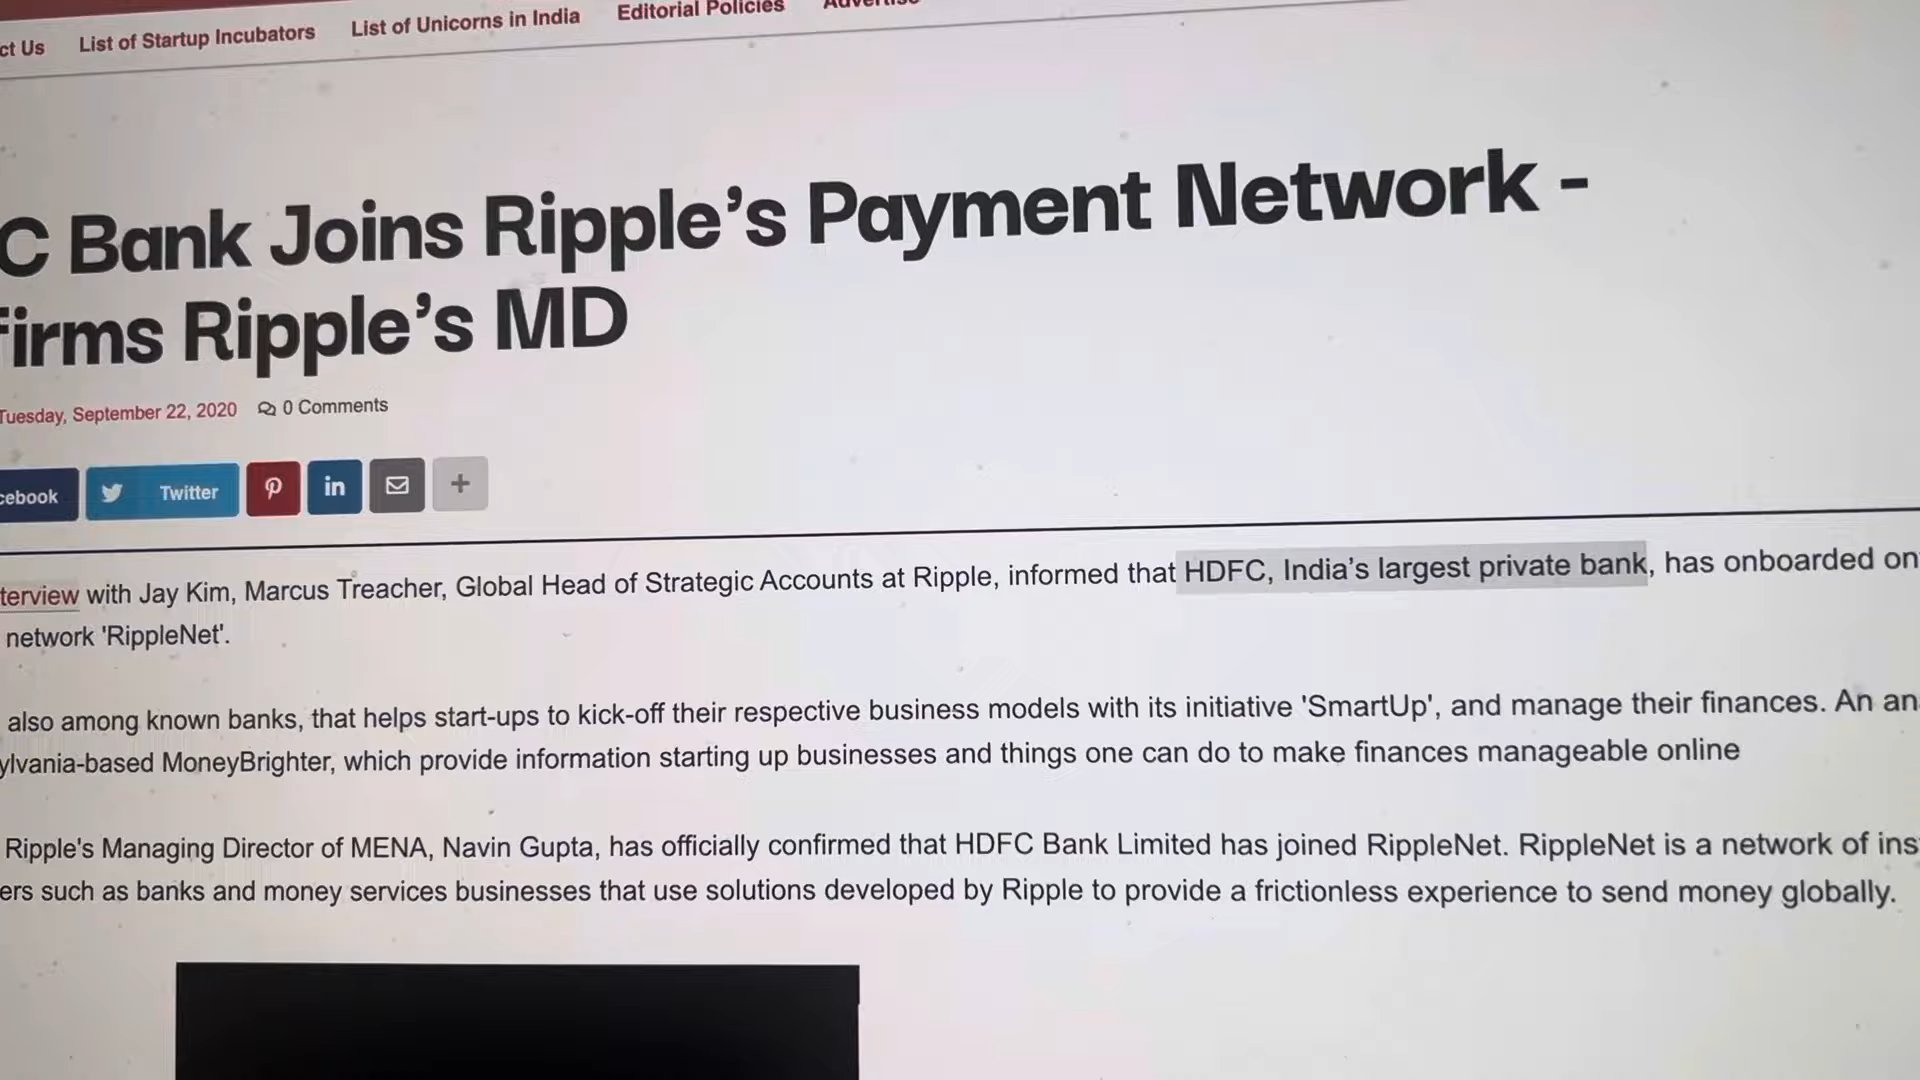 ct Us List of Startup Incubators List of Unicorns in India Editorial Policies
C Bank Joins Ripple’s Payment Network -
firms Ripple’s MD
Tuesday, September 22, 2020 0 Comments
cebook Twitter
terview with Jay Kim, Marcus Treacher, Global Head of Strategic Accounts at Ripple, informed that HDFC, India’s largest private bank, has onboarded on
network 'RippleNet'.
also among known banks, that helps start-ups to kick-off their respective business models with its initiative 'SmartUp', and manage their finances. An an
ylvania-based MoneyBrighter, which provide information starting up businesses and things one can do to make finances manageable online
Ripple's Managing Director of MENA, Navin Gupta, has officially confirmed that HDFC Bank Limited has joined RippleNet. RippleNet is a network of ins
ers such as banks and money services businesses that use solutions developed by Ripple to provide a frictionless experience to send money globally.